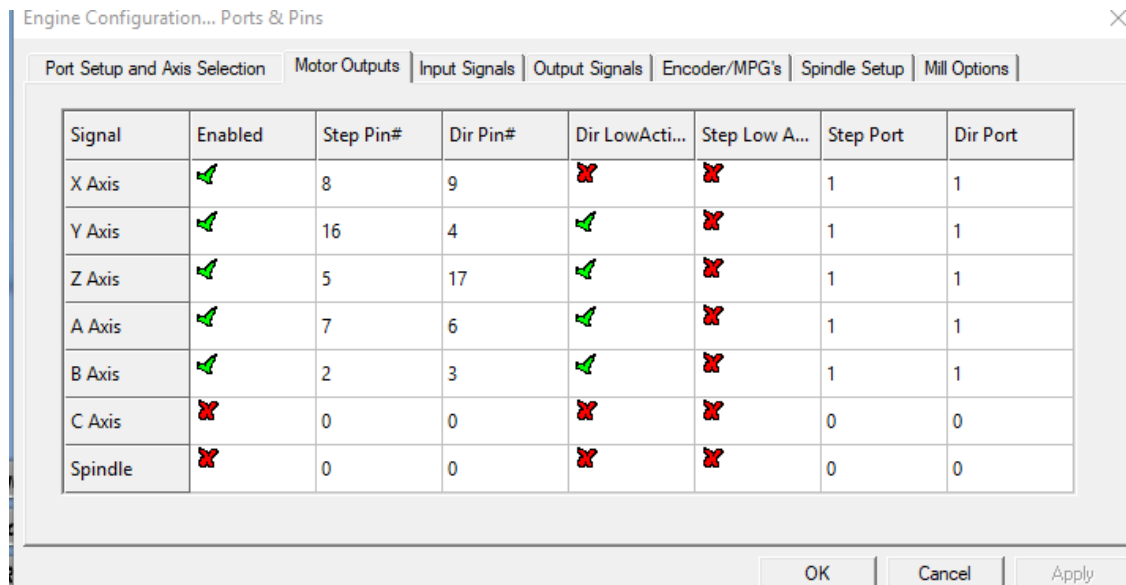 Engine Configuration... Ports & Pins
Port Setup and Axis Selection Motor Outputs Input Signals Output Signals Encoder/MPG's Spindle Setup Mill Options
Signal Enabled Step Pin# Dir Pin# Dir LowActi... Step Low A... Step Port Dir Port
X Axis 8 9 1 1
Y Axis 16 4 1 1
Z Axis 5 17 1 1
A Axis 7 6 1 1
B Axis 2 3 1 1
C Axis 0 0 0 0
Spindle 0 0 0 0
OK Cancel Apply